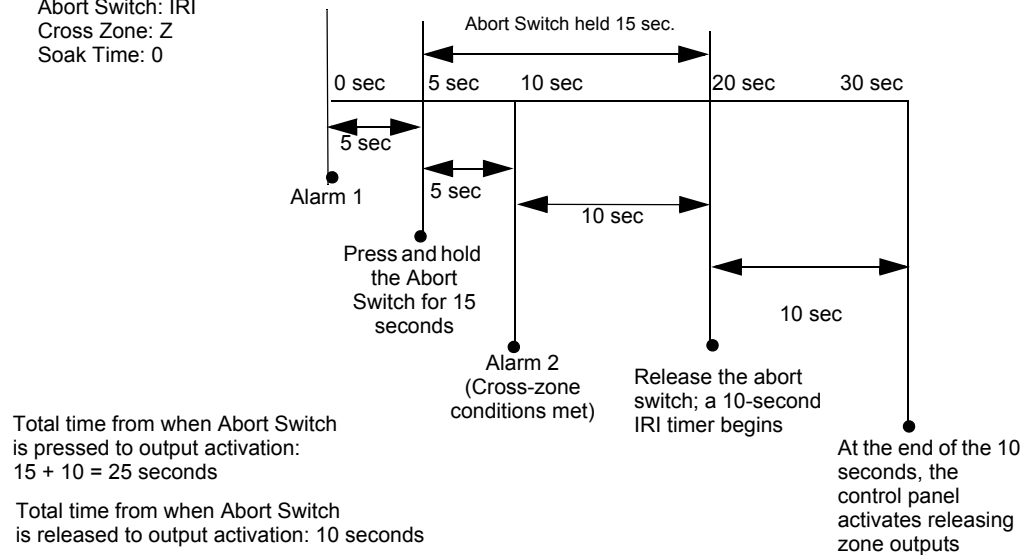 Abort Switch: IRI
Cross Zone: Z
Soak Time: 0
Abort Switch held 15 sec.
0 sec
5 sec
10 sec
20 sec
30 sec
5 sec
5 sec
10 sec
10 sec
Alarm 1
Press and hold
the Abort
Switch for 15
seconds
Alarm 2
(Cross-zone
conditions met)
Release the abort
switch; a 10-second
IRI timer begins
At the end of the 10
seconds, the
control panel
activates releasing
zone outputs
Total time from when Abort Switch
is pressed to output activation:
15 + 10 = 25 seconds
Total time from when Abort Switch
is released to output activation: 10 seconds